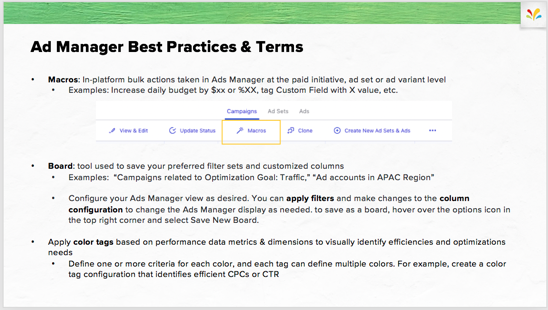 Ad Manager Best Practices & Terms
• Macros: In-platform bulk actions taken in Ads Manager at the paid initiative, ad set or ad variant level
• Examples: Increase daily budget by $xx or %XX, tag Custom Field with X value, etc.
Campaigns Ad Sets Ads
View & Edit Update Status Macros Clone Create New Ad Sets & Ads •••
• Board: tool used to save your preferred filter sets and customized columns
• Examples: “Campaigns related to Optimization Goal: Traffic,” “Ad accounts in APAC Region”
• Configure your Ads Manager view as desired. You can apply filters and make changes to the column
configuration to change the Ads Manager display as needed. to save as a board, hover over the options icon in
the top right corner and select Save New Board.
• Apply color tags based on performance data metrics & dimensions to visually identify efficiencies and optimizations
needs
• Define one or more criteria for each color, and each tag can define multiple colors. For example, create a color
tag configuration that identifies efficient CPCs or CTR